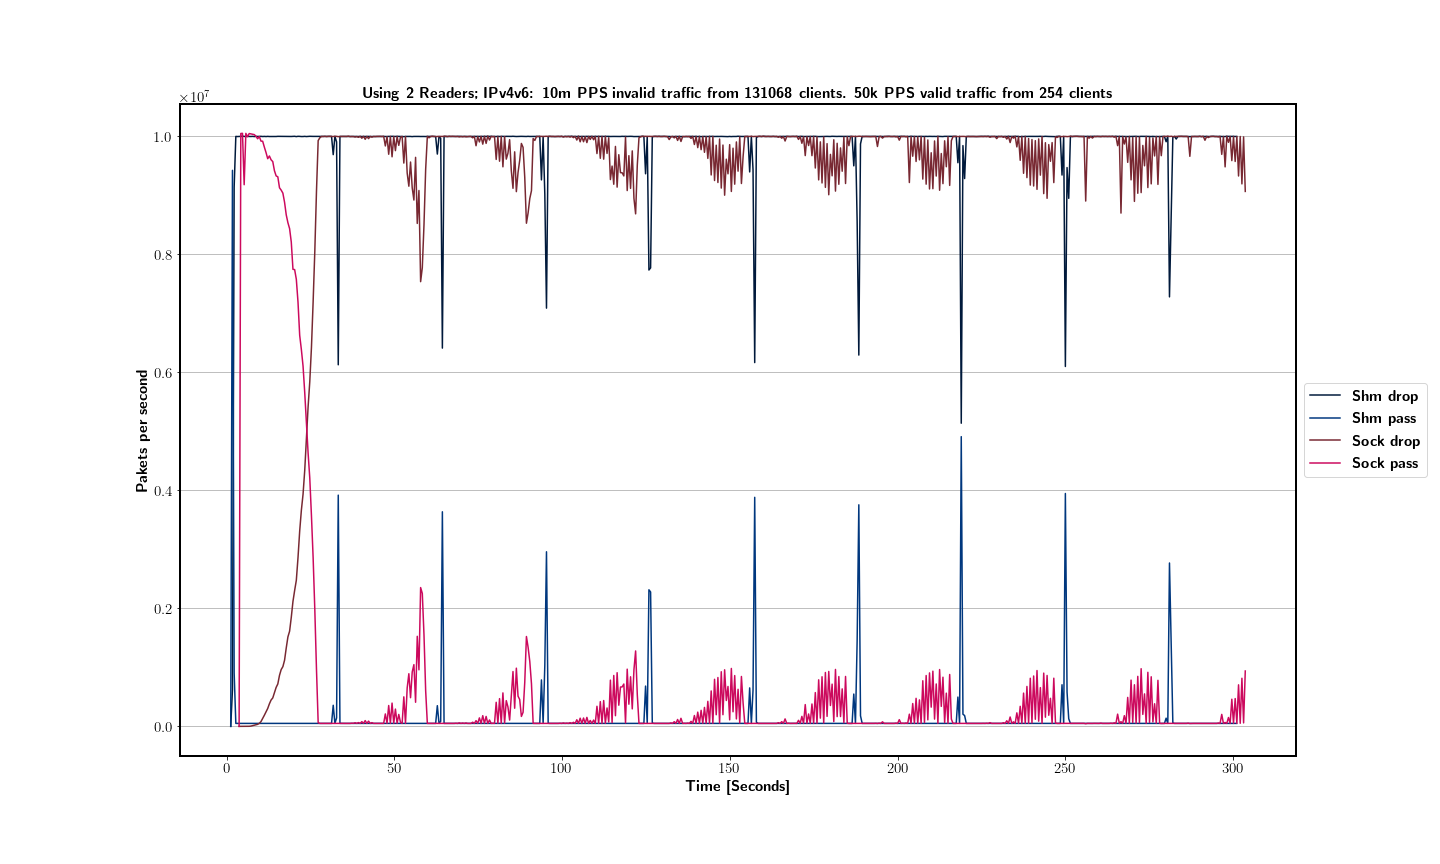 Using 2 Readers; IPv4v6: 10m PPS invalid traffic from 131068 clients. 50k PPS valid traffic from 254 clients
×10⁷
1.0
0.8
0.6
0.4
0.2
0.0
Pakets per second
0 50 100 150 200 250 300
Time [Seconds]
Shm drop
Shm pass
Sock drop
Sock pass